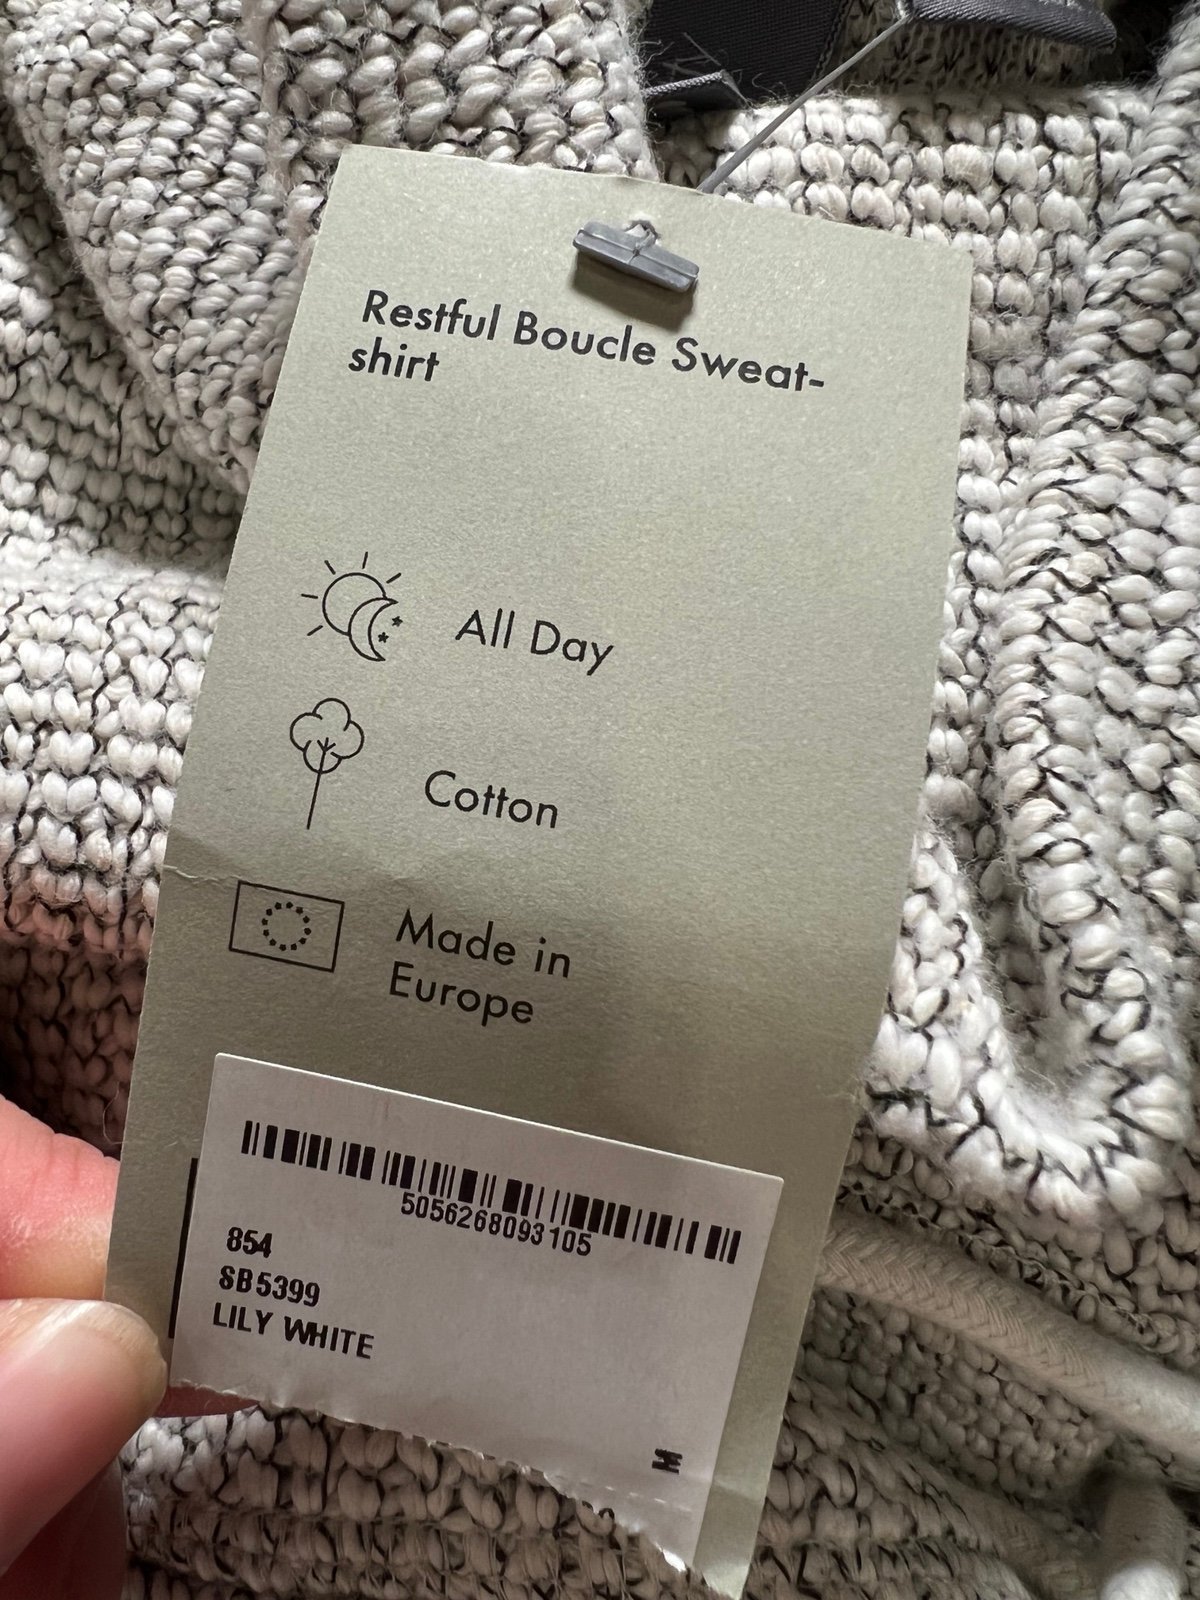 Restful Boucle Sweat-
shirt
All Day
Cotton
Made in
Europe
5056268093105
854
SB5399
LILY WHITE
M